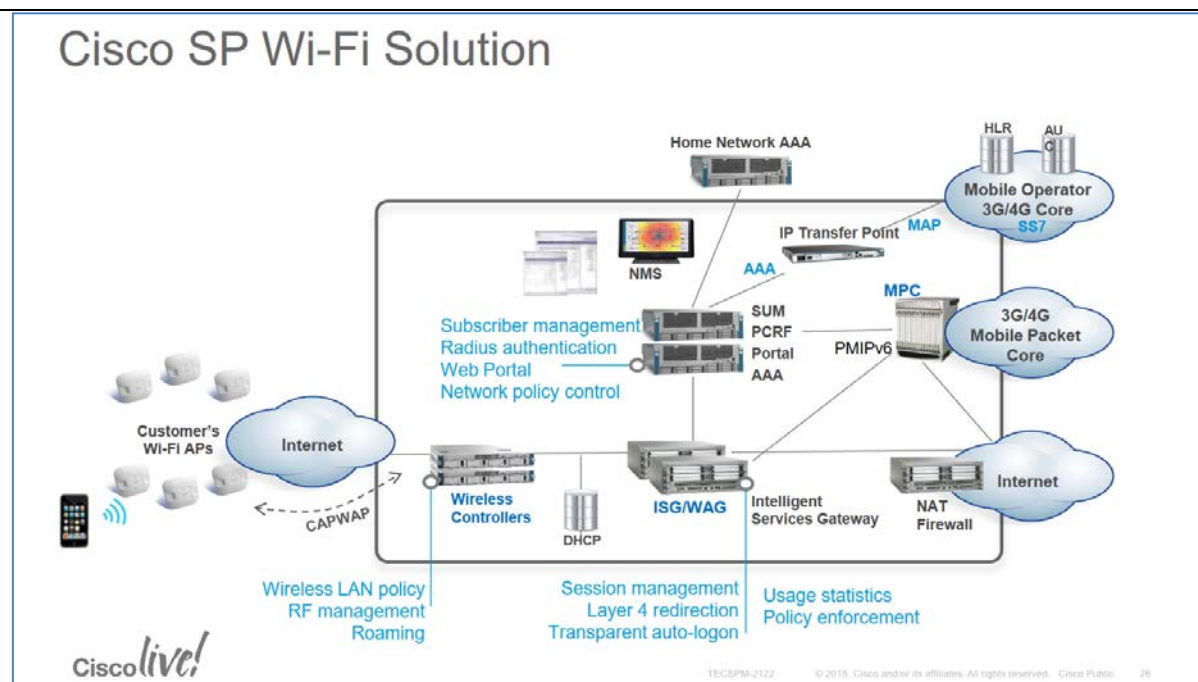 Cisco SP Wi-Fi Solution
HLR
AU
C
Home Network AAA
Mobile Operator
3G/4G Core
SS7
IP Transfer Point
MAP
NMS
AAA
MPC
SUM
PCRF
Portal
AAA
PMIPv6
3G/4G
Mobile Packet
Core
Subscriber management
Radius authentication
Web Portal
Network policy control
Customer's
Wi-Fi APs
Internet
CAPWAP
Wireless
Controllers
DHCP
ISG/WAG
Intelligent
Services Gateway
NAT
Firewall
Internet
Wireless LAN policy
RF management
Roaming
Session management
Layer 4 redirection
Transparent auto-logon
Usage statistics
Policy enforcement
Cisco live!
TECSPM-2122 © 2015 Cisco and/or its affiliates. All rights reserved. Cisco Public 26